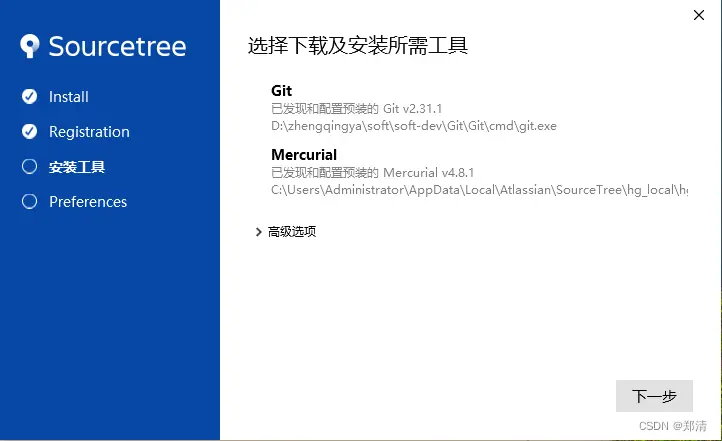 Sourcetree
Install
Registration
安装工具
Preferences
选择下载及安装所需工具
Git
已发现和配置预装的 Git v2.31.1
D:\zhengqingya\soft\soft-dev\Git\Git\cmd\git.exe
Mercurial
已发现和配置预装的 Mercurial v4.8.1
C:\Users\Administrator\AppData\Local\Atlassian\SourceTree\hg_local\hg
高级选项
下一步
CSDN @郑清